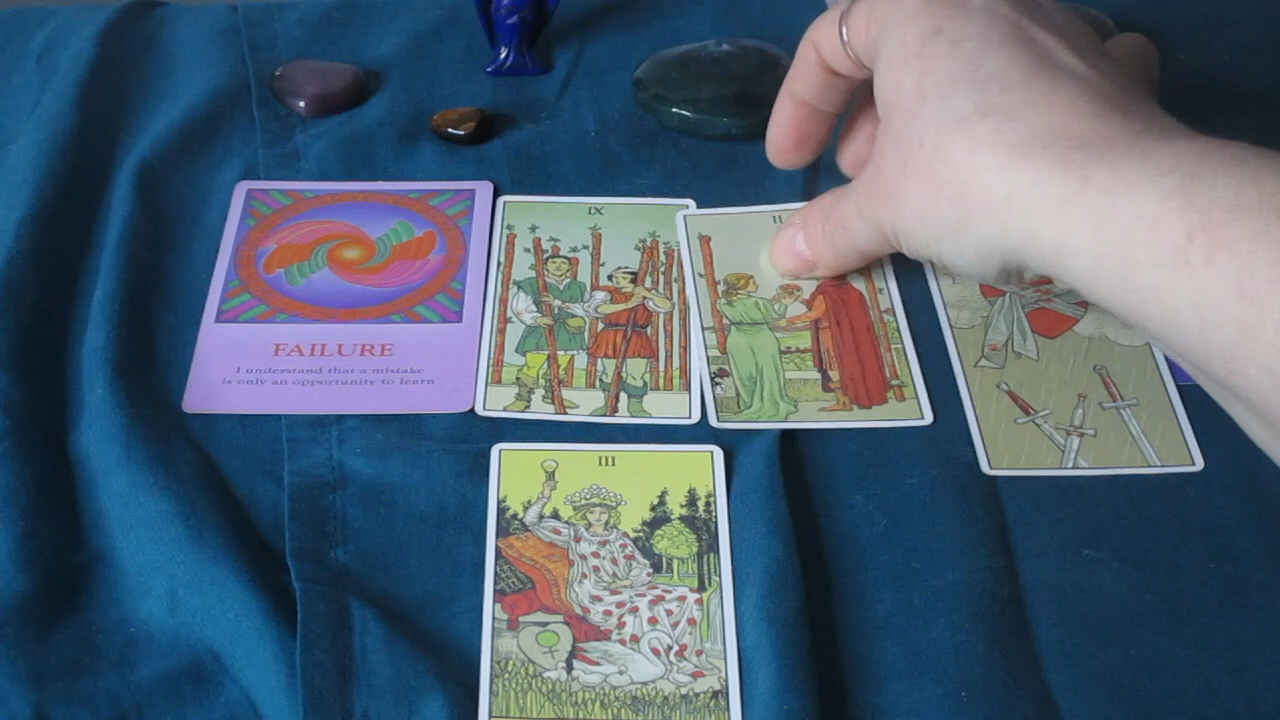 IX
II
FAILURE
I understand that a mistake
is only an opportunity to learn
III